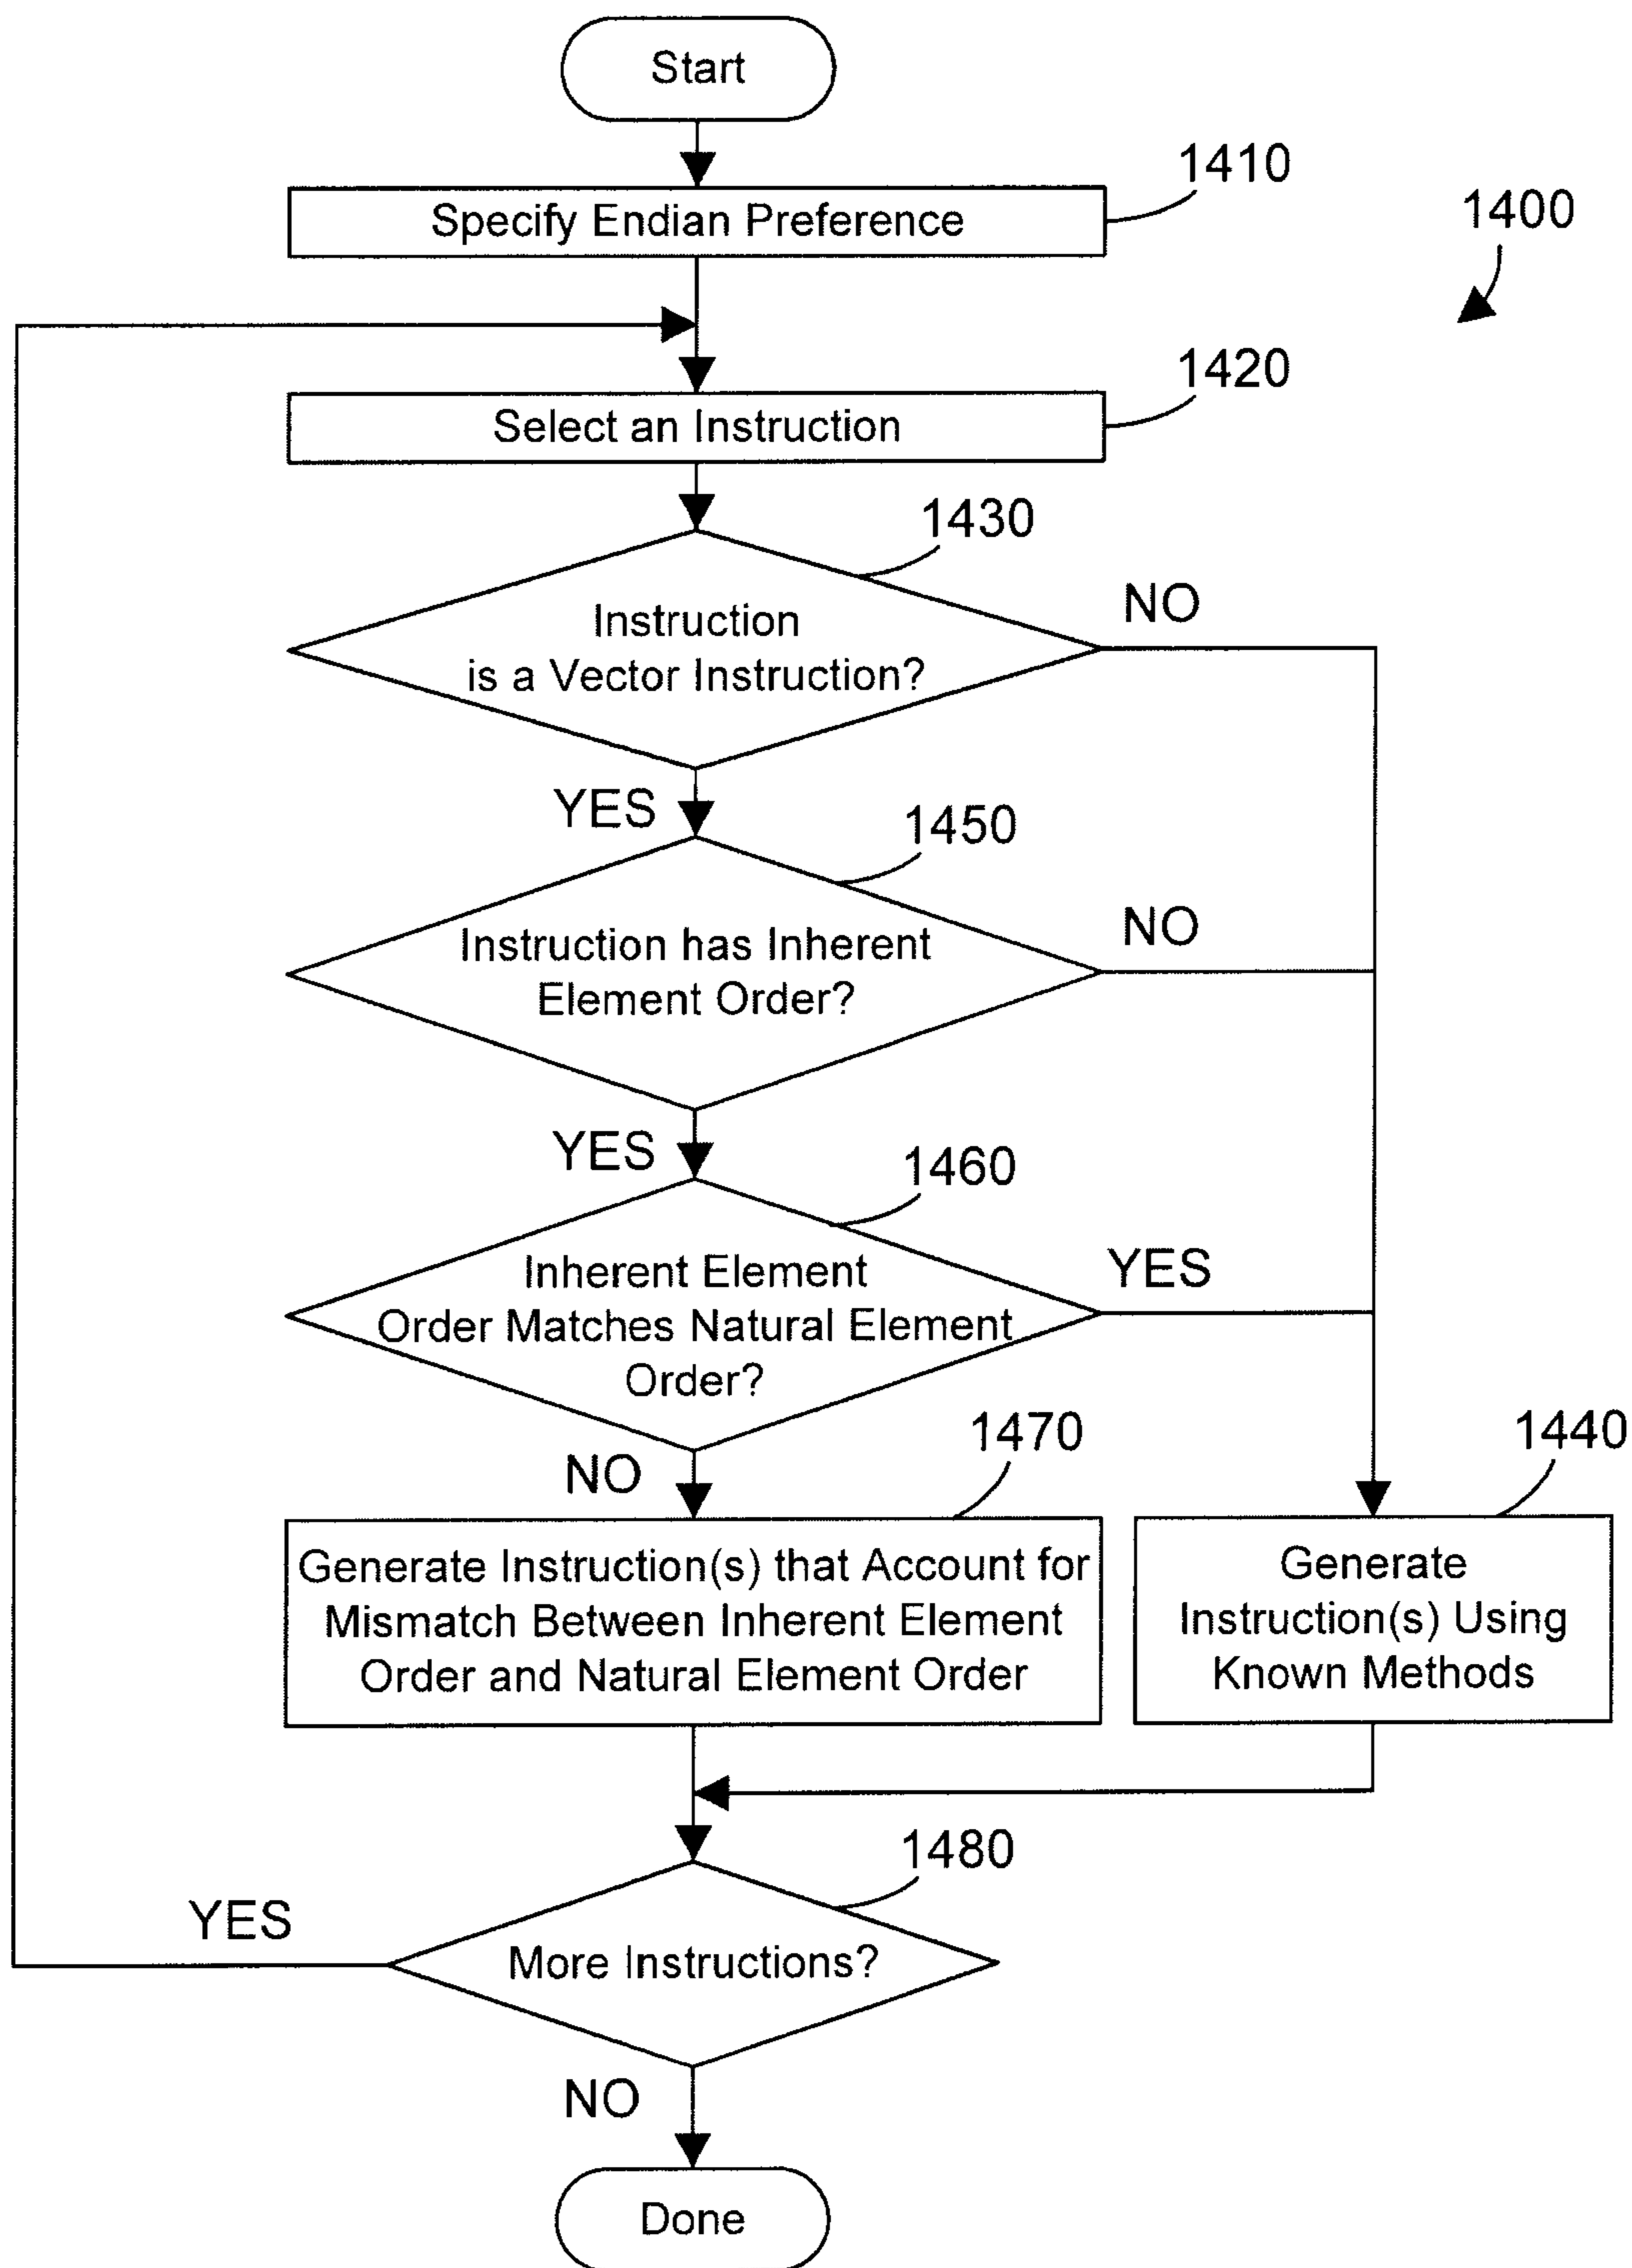 Start
1410
Specify Endian Preference
1400
1420
Select an Instruction
1430
Instruction
is a Vector Instruction?
NO
YES
1450
Instruction has Inherent
Element Order?
NO
YES
1460
Inherent Element
Order Matches Natural Element
Order?
YES
NO
1470
1440
Generate Instruction(s) that Account for
Mismatch Between Inherent Element
Order and Natural Element Order
Generate
Instruction(s) Using
Known Methods
1480
YES
More Instructions?
NO
Done